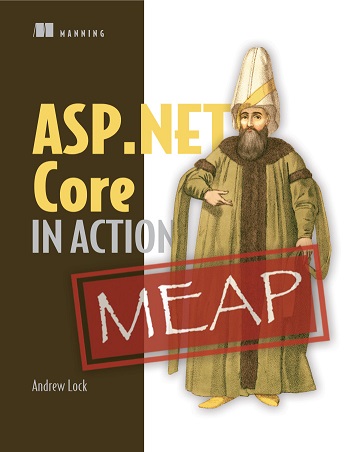 MANNING
ASP.NET
Core
IN ACTION
MEAP
Andrew Lock